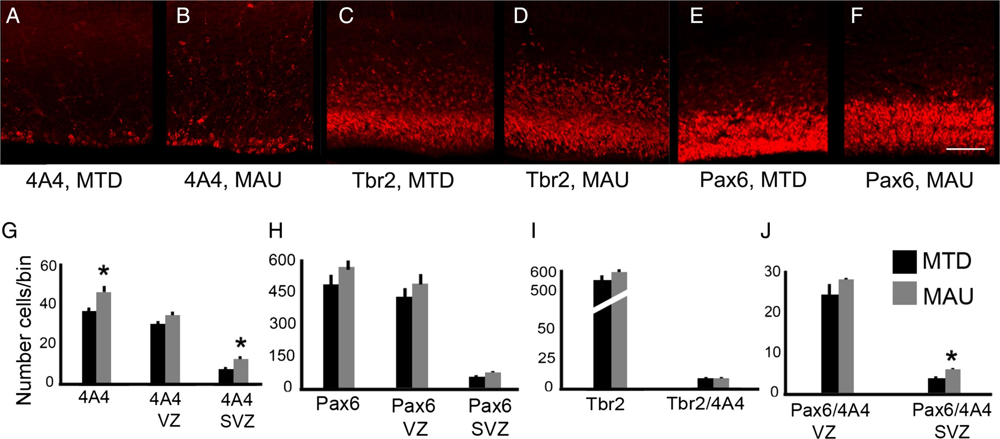 A B C D E F
4A4, MTD 4A4, MAU Tbr2, MTD Tbr2, MAU Pax6, MTD Pax6, MAU
G
Number cells/bin
60
40
20
0
*
*
4A4 4A4 4A4
VZ SVZ
H
600
450
300
150
0
Pax6 Pax6 Pax6
VZ SVZ
I
600
500
50
25
0
Tbr2 Tbr2/4A4
J
30
20
10
0
*
Pax6/4A4 Pax6/4A4
VZ SVZ
MTD
MAU